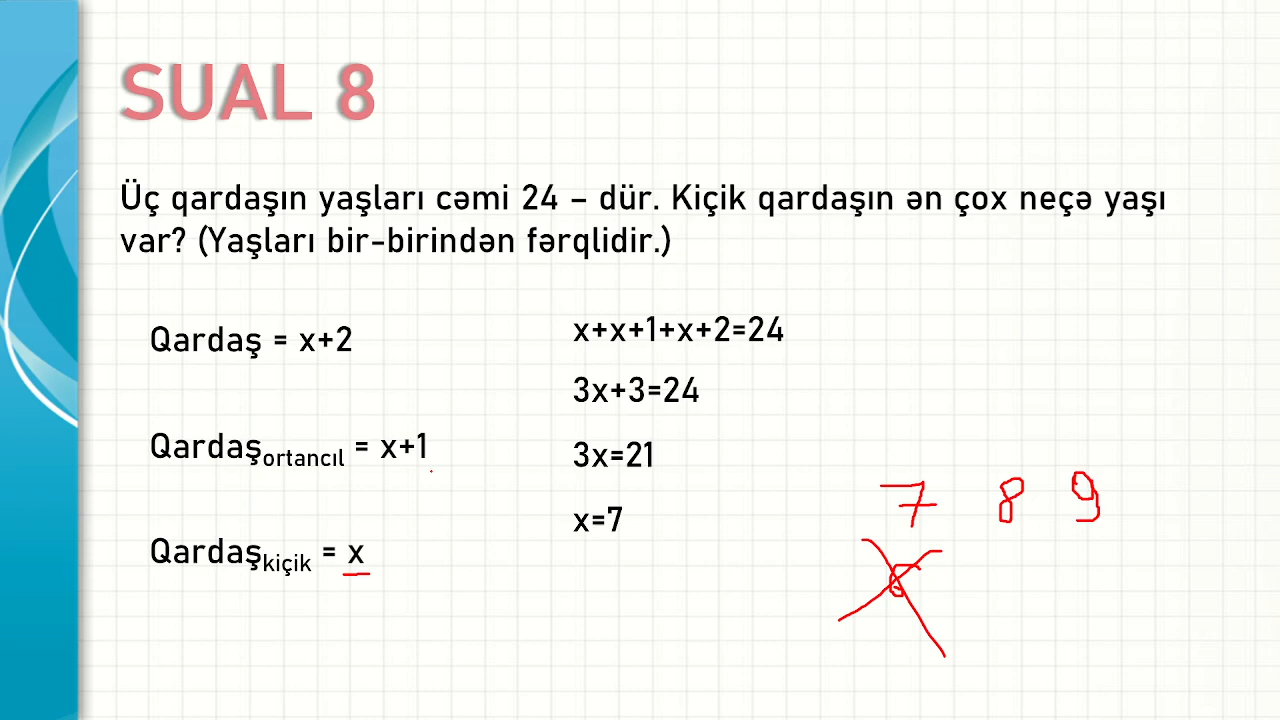 SUAL 8
Üç qardaşın yaşları cəmi 24 – dür. Kiçik qardaşın ən çox neçə yaşı
var? (Yaşları bir-birindən fərqlidir.)
Qardaş = x+2
Qardaşortancıl = x+1
Qardaşkiçik = x
x+x+1+x+2=24
3x+3=24
3x=21
x=7
7 8 9